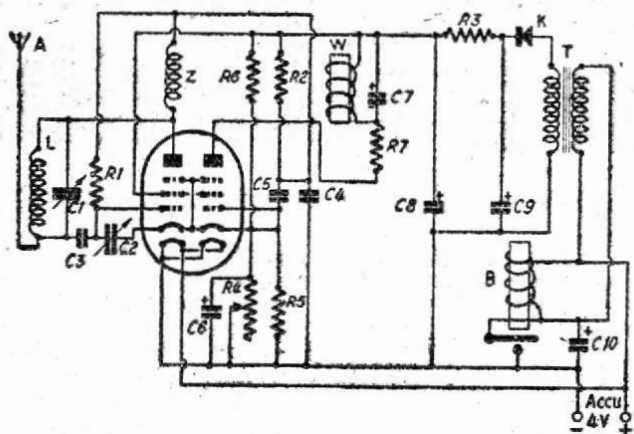 A
L
C1
C3
C2
R1
Z
R6
R2
W
C7
R7
C5
C4
C6
R4
R5
R3
K
T
C8
C9
B
C10
Accu
4V
- +
+
+
+
+
+